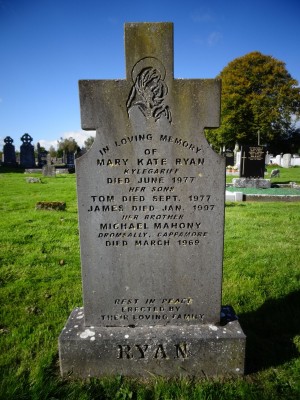 IN LOVING MEMORY
OF
MARY KATE RYAN
KYLEGARIFF
DIED JUNE 1977
HER SONS
TOM DIED SEPT. 1977
JAMES DIED JAN. 1997
HER BROTHER
MICHAEL MAHONY
DROMSALLY, CAPPAMORE
DIED MARCH 1969
REST IN PEACE
ERECTED BY
THEIR LOVING FAMILY
RYAN